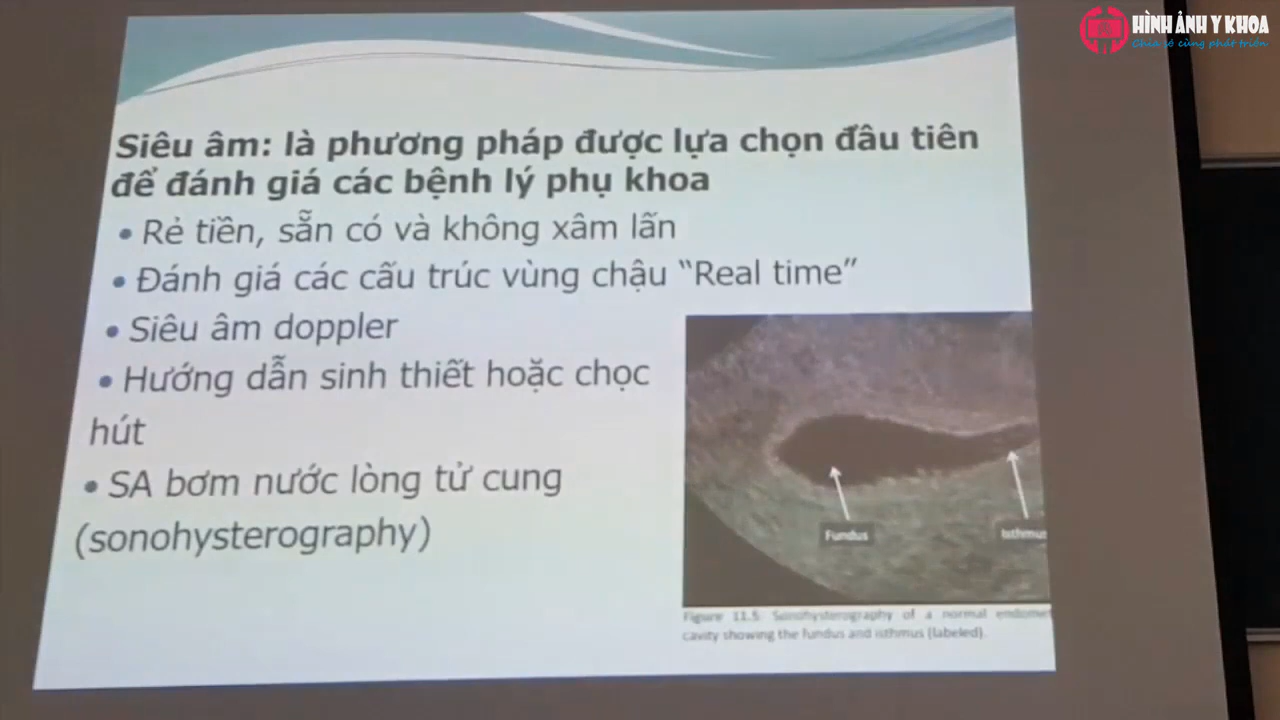 HÌNH ẢNH Y KHOA
Chia sẻ cùng phát triển
Siêu âm: là phương pháp được lựa chọn đầu tiên
để đánh giá các bệnh lý phụ khoa
• Rẻ tiền, sẵn có và không xâm lấn
• Đánh giá các cấu trúc vùng chậu “Real time”
• Siêu âm doppler
• Hướng dẫn sinh thiết hoặc chọc
hút
• SA bơm nước lòng tử cung
(sonohysterography)
Fundus
Isthmus
Figure 11.5: Sonohysterography of a normal endomet
cavity showing the fundus and isthmus (labeled).